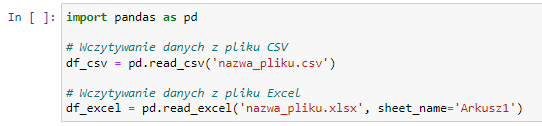 In [ ]: import pandas as pd
# Wczytywanie danych z pliku CSV
df_csv = pd.read_csv('nazwa_pliku.csv')
# Wczytywanie danych z pliku Excel
df_excel = pd.read_excel('nazwa_pliku.xlsx', sheet_name='Arkusz1')